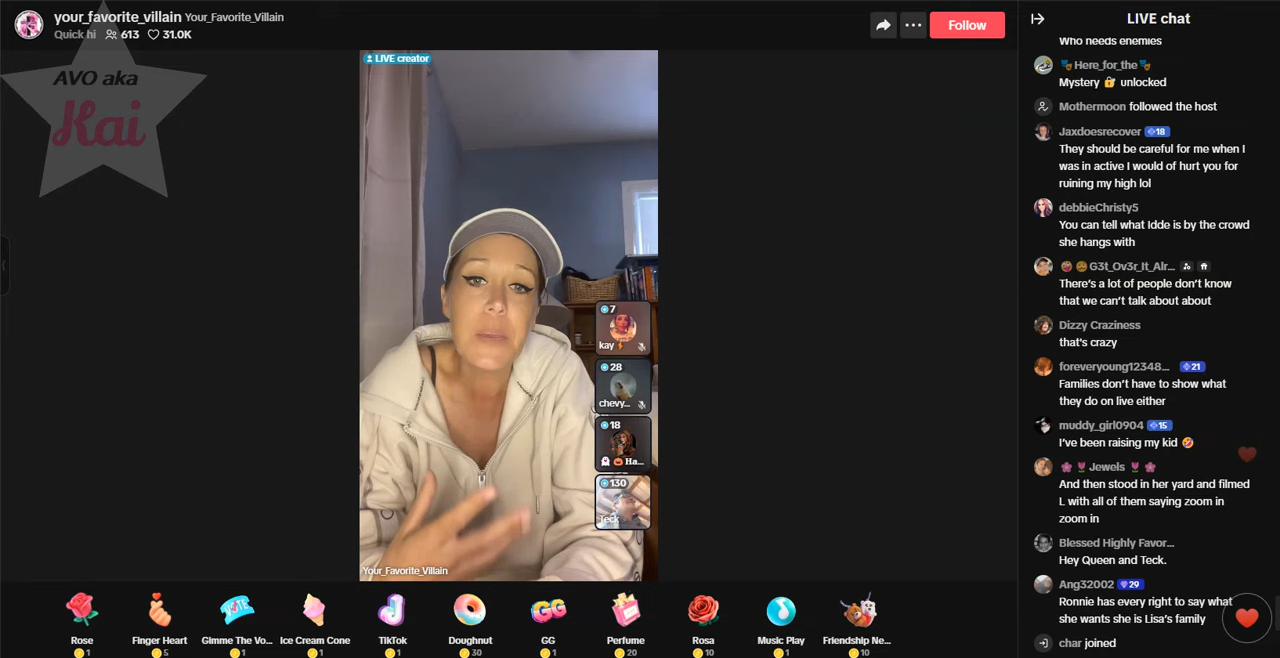 your_favorite_villain Your_Favorite_Villain
Quick hi 613 31.0K
Follow
AVO aka
Kai
LIVE creator
7
kay
28
chevy...
18
Ha...
130
Teck
Your_Favorite_Villain
Rose
1
Finger Heart
5
Gimme The Vo...
1
Ice Cream Cone
1
TikTok
1
Doughnut
30
GG
GG
1
Perfume
20
Rosa
10
Music Play
1
Friendship Ne...
10
LIVE chat
Who needs enemies
Here_for_the
Mystery unlocked
Mothermoon followed the host
Jaxdoesrecover 18
They should be careful for me when I
was in active I would of hurt you for
ruining my high lol
debbieChristy5
You can tell what Idde is by the crowd
she hangs with
G3t_Ov3r_It_Alr...
There's a lot of people don't know
that we can't talk about about
Dizzy Craziness
that's crazy
foreveryoung12348... 21
Families don't have to show what
they do on live either
muddy_girl0904 15
I've been raising my kid 🤣
🌸🌷Jewels 🌷🌸
And then stood in her yard and filmed
L with all of them saying zoom in
zoom in
Blessed Highly Favor...
Hey Queen and Teck.
Ang32002 29
Ronnie has every right to say what
she wants she is Lisa's family
char joined